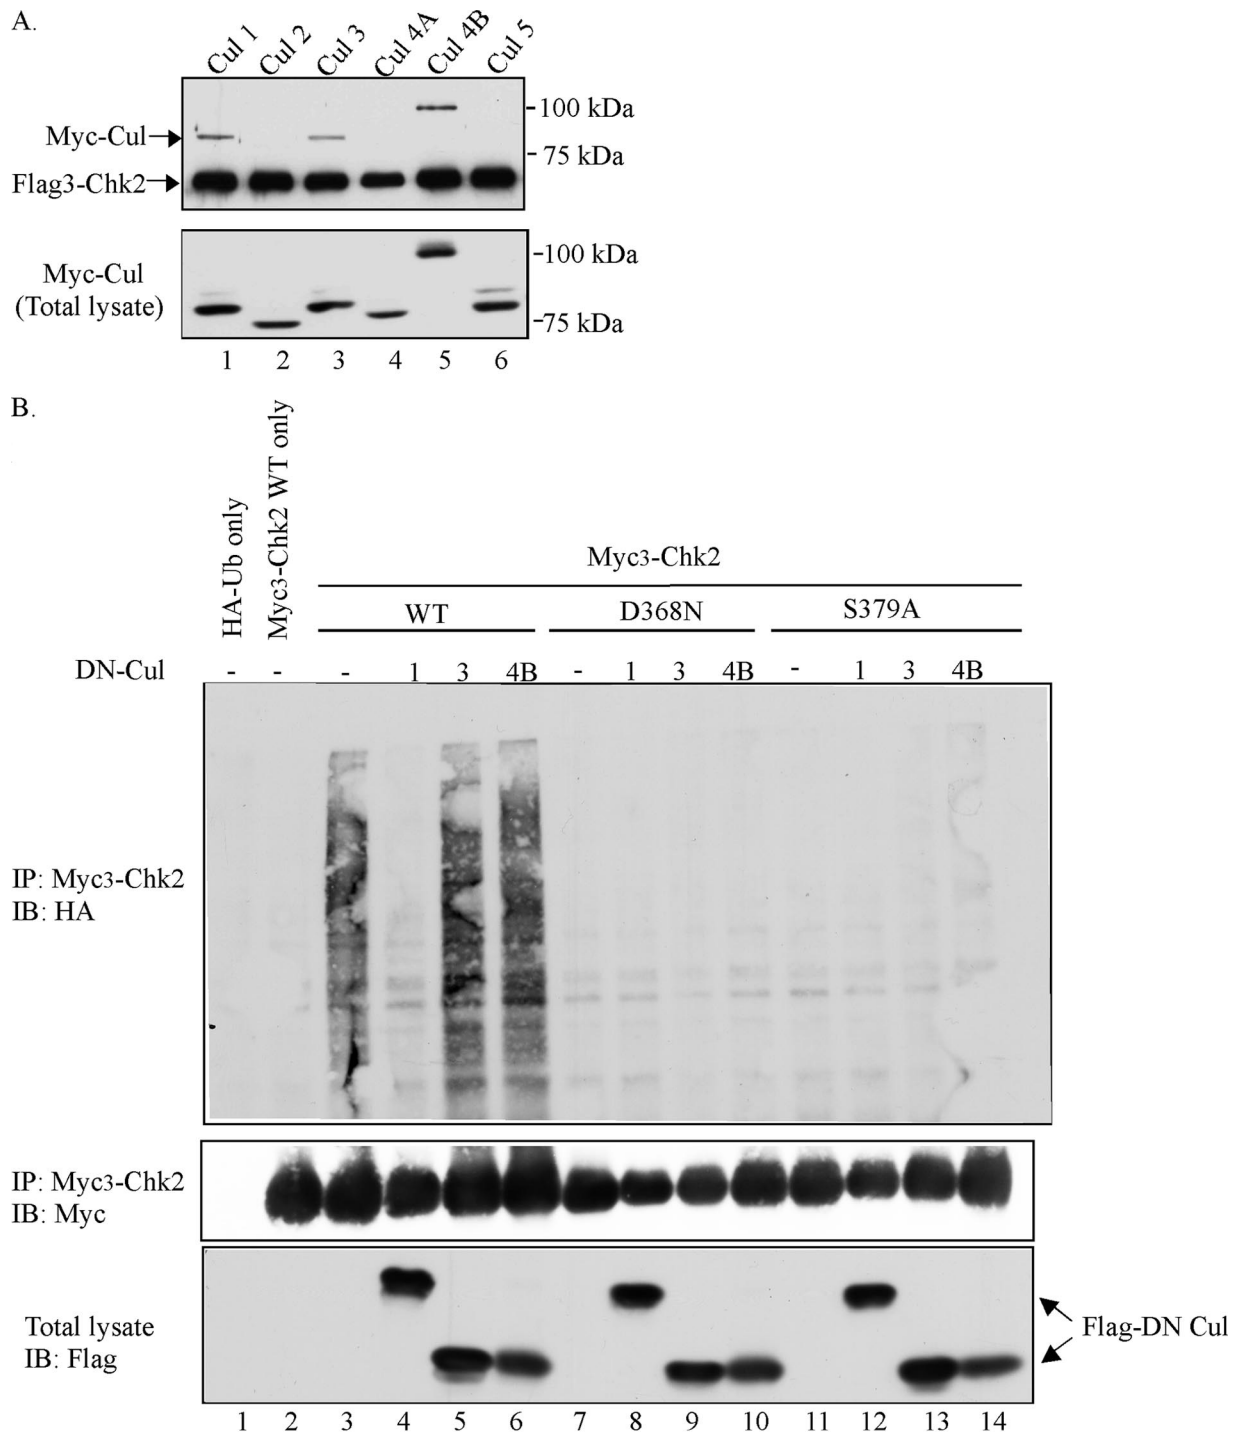 A.
Cul 1 Cul 2 Cul 3 Cul 4A Cul 4B Cul 5
100 kDa
Myc-Cul
75 kDa
Flag3-Chk2
100 kDa
Myc-Cul
(Total lysate)
75 kDa
1 2 3 4 5 6
B.
HA-Ub only
Myc3-Chk2 WT only
Myc3-Chk2
WT D368N S379A
DN-Cul - - - 1 3 4B - 1 3 4B - 1 3 4B
IP: Myc3-Chk2
IB: HA
IP: Myc3-Chk2
IB: Myc
Total lysate
IB: Flag
Flag-DN Cul
1 2 3 4 5 6 7 8 9 10 11 12 13 14